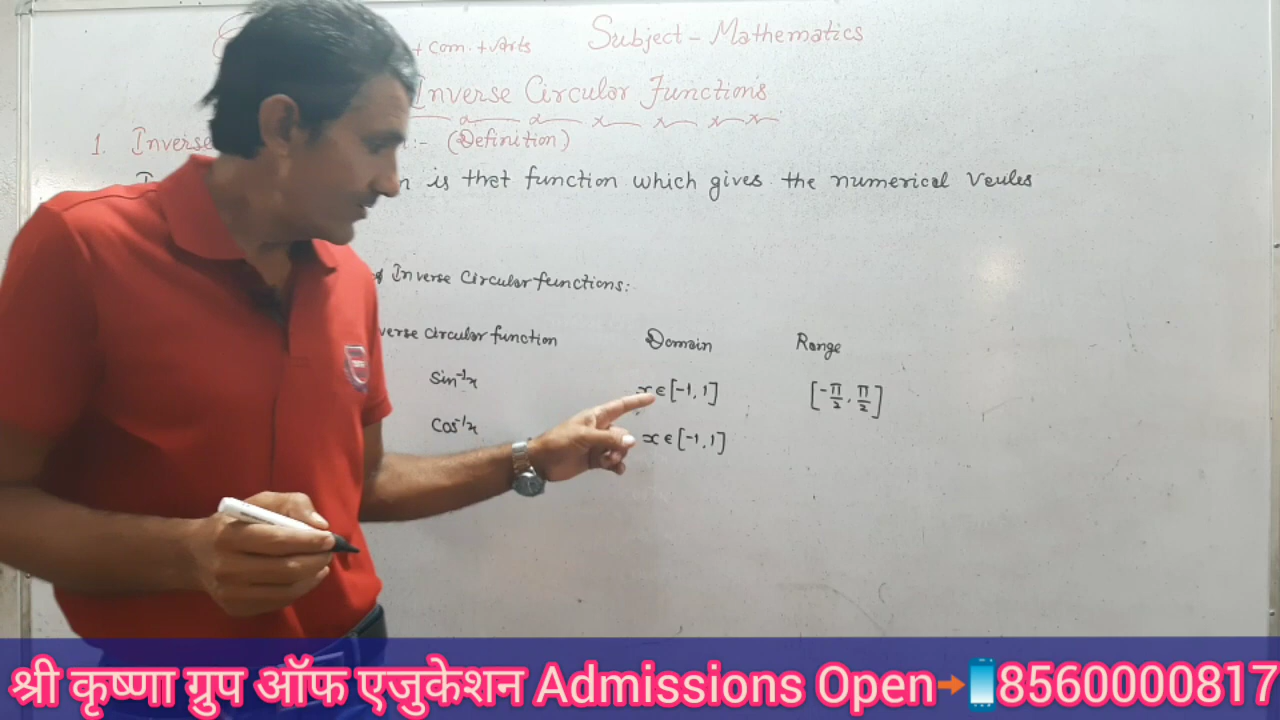 + Com. + Arts Subject - Mathematics
Inverse Circular Functions
1. Inverse :- (Definition)
is that function which gives the numerical Veules
Inverse Circular functions:
verse circular function Domain Range
Sin⁻¹x x ∈ [-1, 1] [-π/2, π/2]
Cos⁻¹x x ∈ [-1, 1]
श्री कृष्णा ग्रुप ऑफ एजुकेशन Admissions Open 8560000817